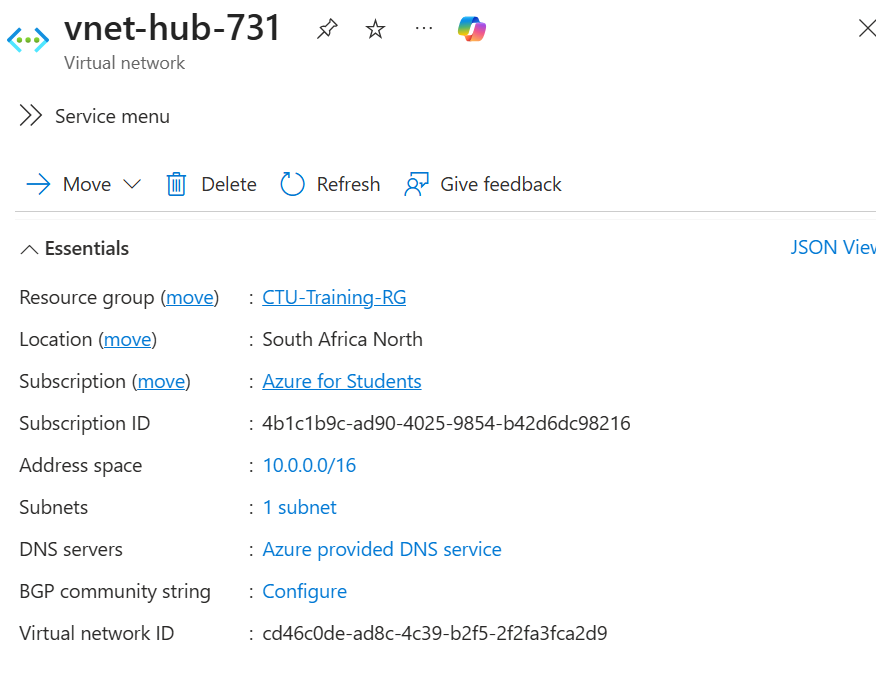 vnet-hub-731
Virtual network
Service menu
Move Delete Refresh Give feedback
Essentials JSON View
Resource group (move) : CTU-Training-RG
Location (move) : South Africa North
Subscription (move) : Azure for Students
Subscription ID : 4b1c1b9c-ad90-4025-9854-b42d6dc98216
Address space : 10.0.0.0/16
Subnets : 1 subnet
DNS servers : Azure provided DNS service
BGP community string : Configure
Virtual network ID : cd46c0de-ad8c-4c39-b2f5-2f2fa3fca2d9